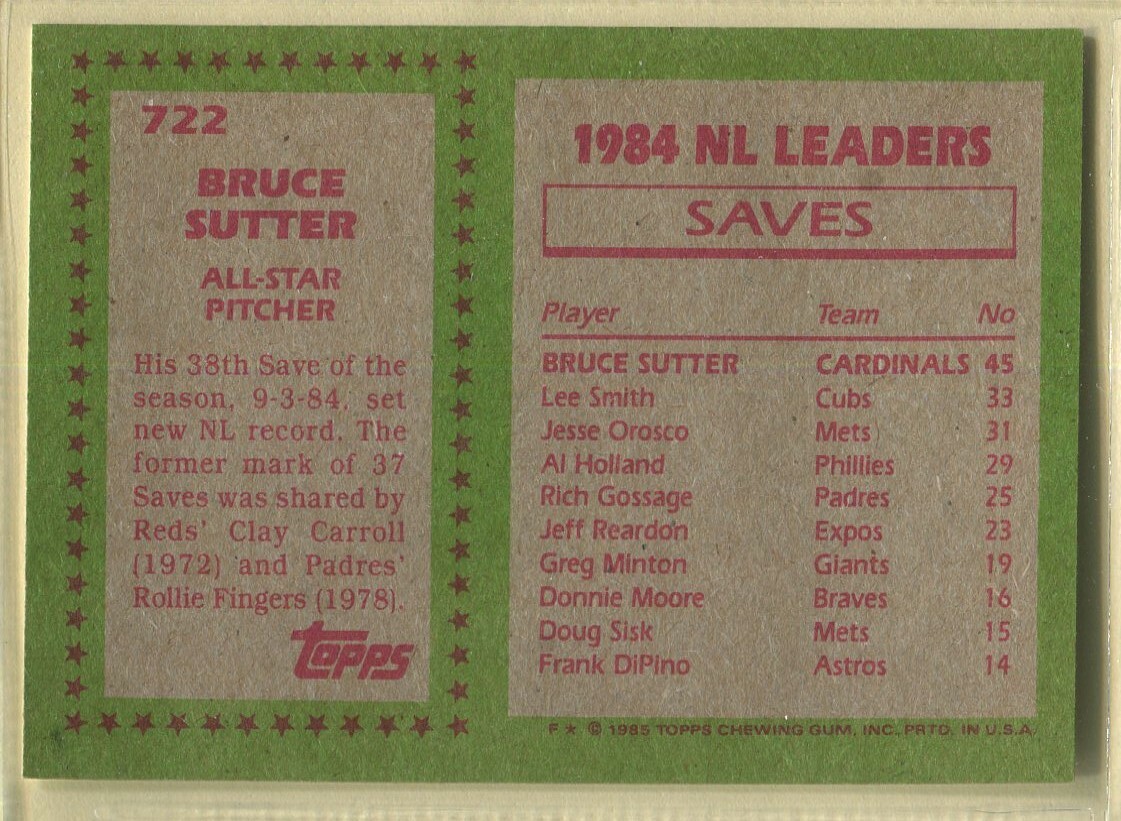 722
BRUCE
SUTTER
ALL-STAR
PITCHER
His 38th Save of the
season, 9-3-84, set
new NL record. The
former mark of 37
Saves was shared by
Reds' Clay Carroll
(1972) and Padres'
Rollie Fingers (1978).
Topps
1984 NL LEADERS
SAVES
Player Team No
BRUCE SUTTER CARDINALS 45
Lee Smith Cubs 33
Jesse Orosco Mets 31
Al Holland Phillies 29
Rich Gossage Padres 25
Jeff Reardon Expos 23
Greg Minton Giants 19
Donnie Moore Braves 16
Doug Sisk Mets 15
Frank DiPino Astros 14
F ★ © 1985 TOPPS CHEWING GUM, INC. PRTD. IN U.S.A.